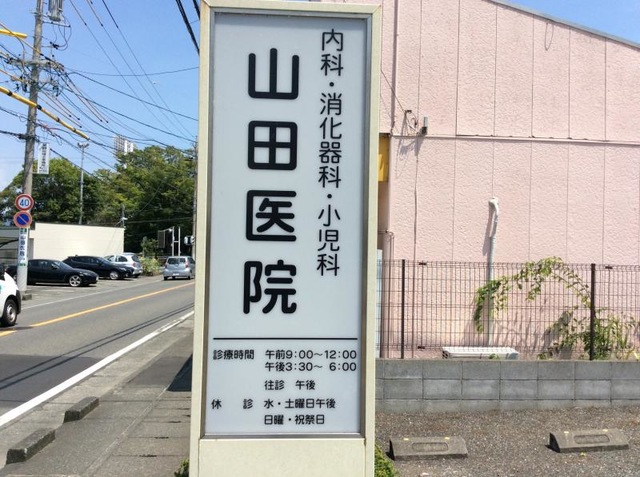 内科・消化器科・小児科
山田医院
診療時間 午前9:00～12:00
午後3:30～6:00
往診 午後
休診 水・土曜日午後
日曜・祝祭日
40